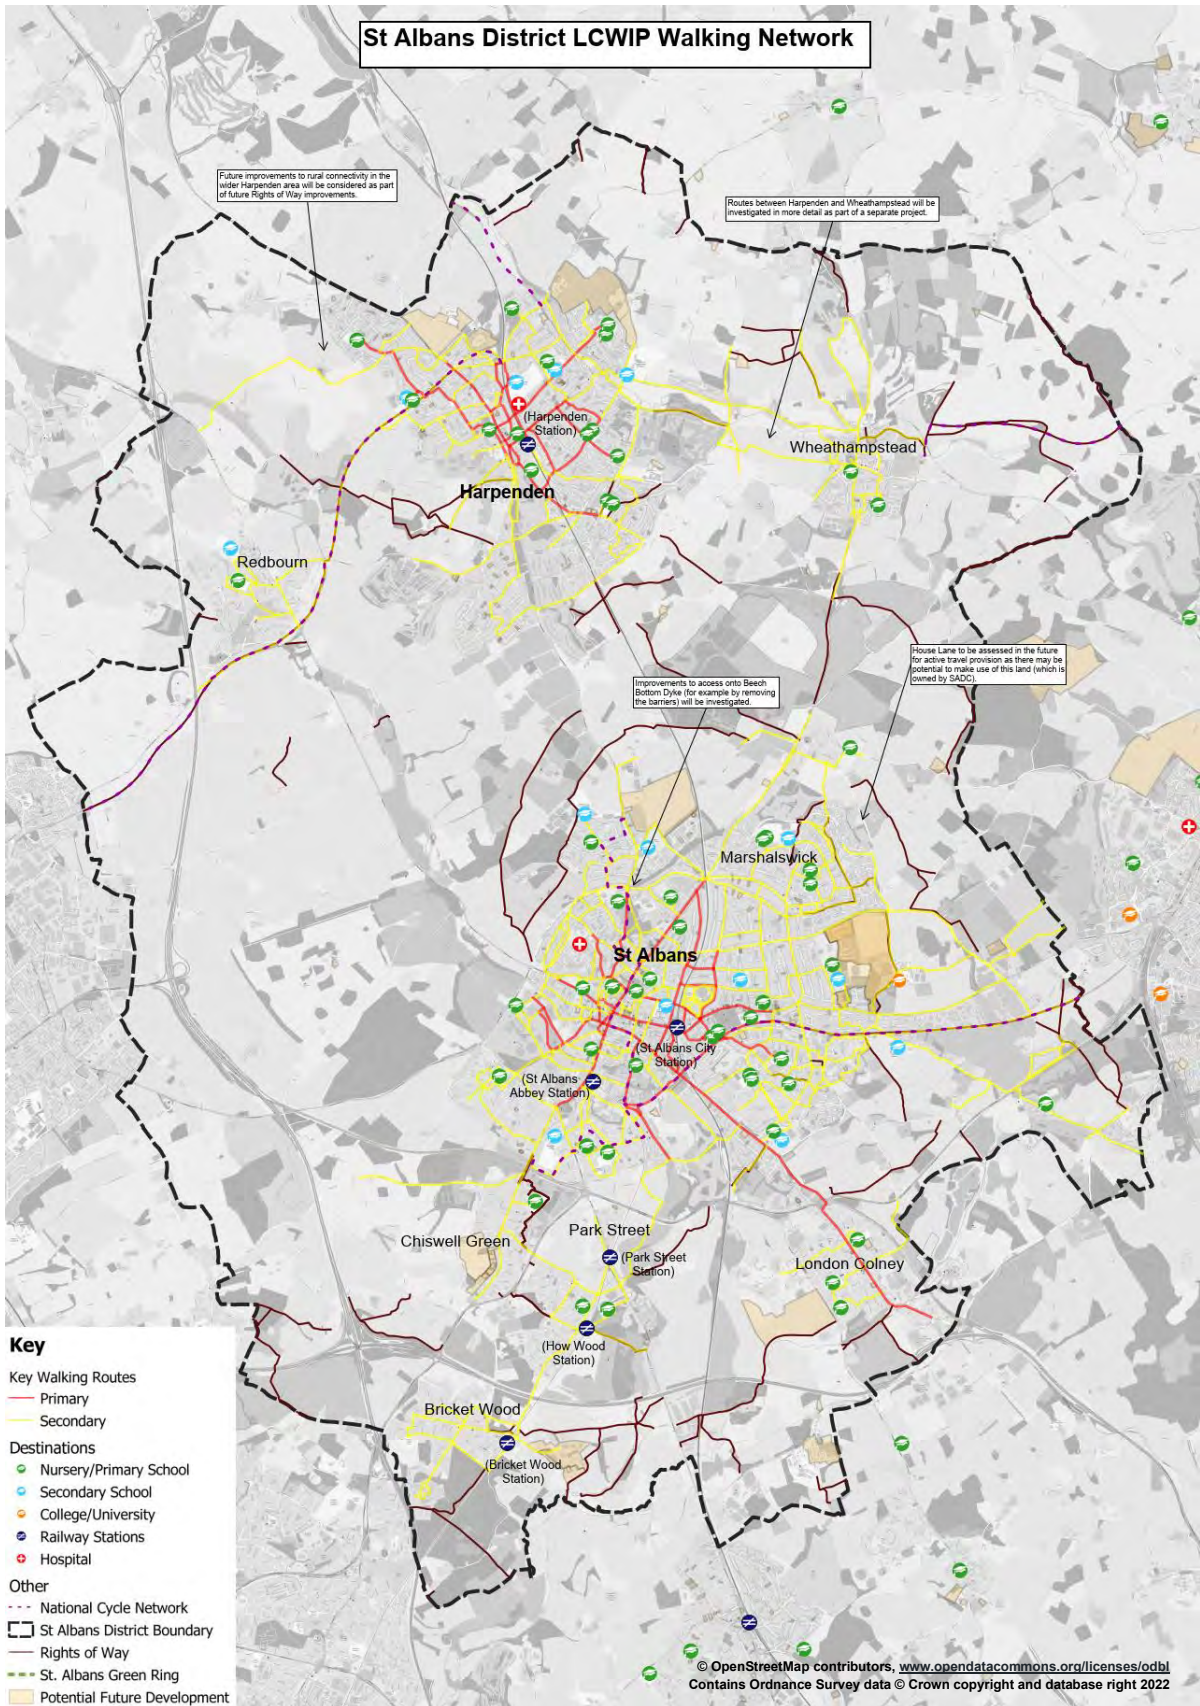 St Albans District LCWIP Walking Network
Future improvements to rural connectivity in the
wider Harpenden area will be considered as part
of future Rights of Way improvements.
Routes between Harpenden and Wheathampstead will be
investigated in more detail as part of a separate project.
(Harpenden
Station)
Wheathampstead
Harpenden
Redbourn
House Lane to be assessed in the future
for active travel provision as there may be
potential to make use of this land (which is
owned by SADC).
Improvements to access onto Beech
Bottom Dyke (for example by removing
the barriers) will be investigated.
Marshalswick
St Albans
(St Albans City
Station)
(St Albans
Abbey Station)
Park Street
Chiswell Green
(Park Street
Station)
London Colney
(How Wood
Station)
Bricket Wood
(Bricket Wood
Station)
Key
Key Walking Routes
Primary
Secondary
Destinations
Nursery/Primary School
Secondary School
College/University
Railway Stations
Hospital
Other
National Cycle Network
St Albans District Boundary
Rights of Way
St. Albans Green Ring
Potential Future Development
© OpenStreetMap contributors, www.opendatacommons.org/licenses/odbl
Contains Ordnance Survey data © Crown copyright and database right 2022